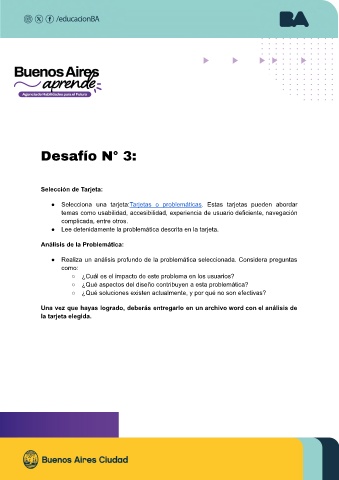 /educacionBA
BA
Buenos Aires
aprende
Agencia de Habilidades para el Futuro
Desafío N° 3:
Selección de Tarjeta:
● Selecciona una tarjeta:Tarjetas o problemáticas. Estas tarjetas pueden abordar
temas como usabilidad, accesibilidad, experiencia de usuario deficiente, navegación
complicada, entre otros.
● Lee detenidamente la problemática descrita en la tarjeta.
Análisis de la Problemática:
● Realiza un análisis profundo de la problemática seleccionada. Considera preguntas
como:
○ ¿Cuál es el impacto de este problema en los usuarios?
○ ¿Qué aspectos del diseño contribuyen a esta problemática?
○ ¿Qué soluciones existen actualmente, y por qué no son efectivas?
Una vez que hayas logrado, deberás entregarlo en un archivo word con el análisis de
la tarjeta elegida.
Buenos Aires Ciudad